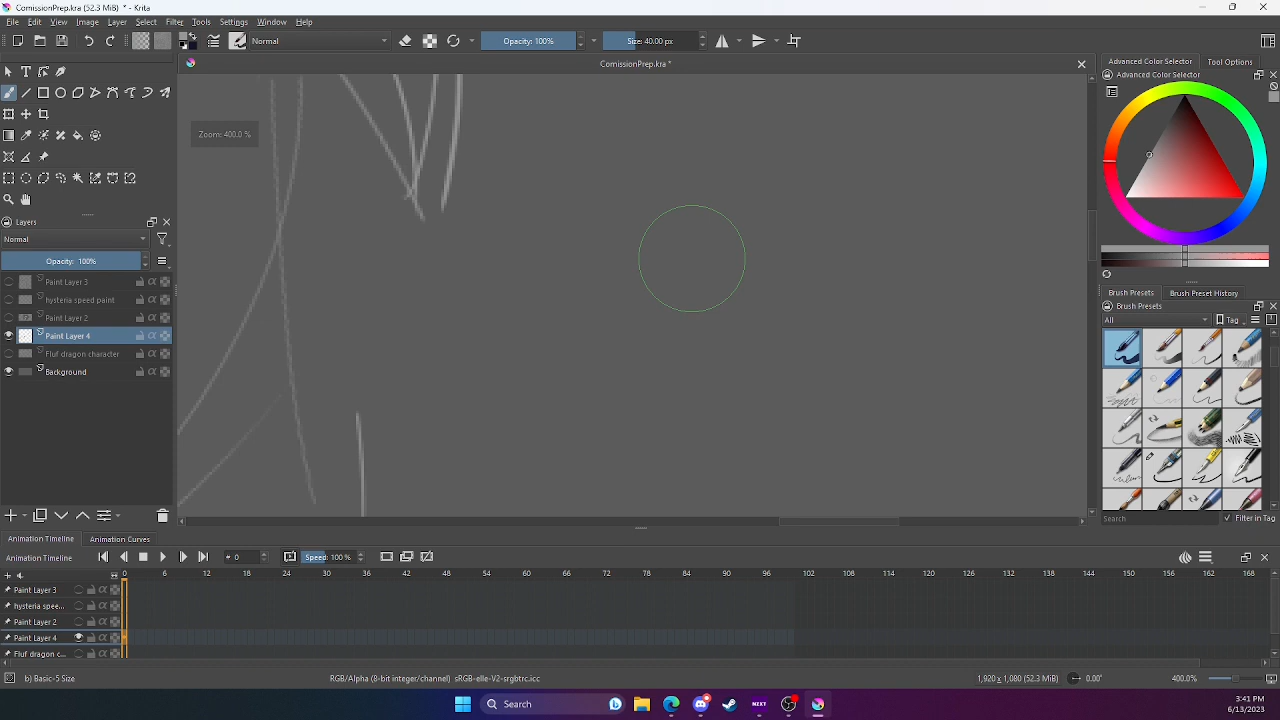 ComissionPrep.kra (52.3 MiB) * - Krita
File Edit View Image Layer Select Filter Tools Settings Window Help
Normal Opacity: 100% Size: 40.00 px
ComissionPrep.kra *
Zoom: 400.0 %
Layers
Normal
Opacity: 100%
Paint Layer 3
hysteria speed paint
Paint Layer 2
Paint Layer 4
Fluf dragon character
Background
Advanced Color Selector Tool Options
Advanced Color Selector
Brush Presets Brush Preset History
Brush Presets
All Tag
Search Filter in Tag
Animation Timeline Animation Curves
Animation Timeline
0 Speed: 100 %
0 6 12 18 24 30 36 42 48 54 60 66 72 78 84 90 96 102 108 114 120 126 132 138 144 150 156 162 168
Paint Layer 3
hysteria spee...
Paint Layer 2
Paint Layer 4
Fluf dragon c...
b) Basic-5 Size RGB/Alpha (8-bit integer/channel) sRGB-elle-V2-srgbtrc.icc 1,920 x 1,080 (52.3 MiB) 0.00° 400.0%
Search NZXT
3:41 PM
6/13/2023